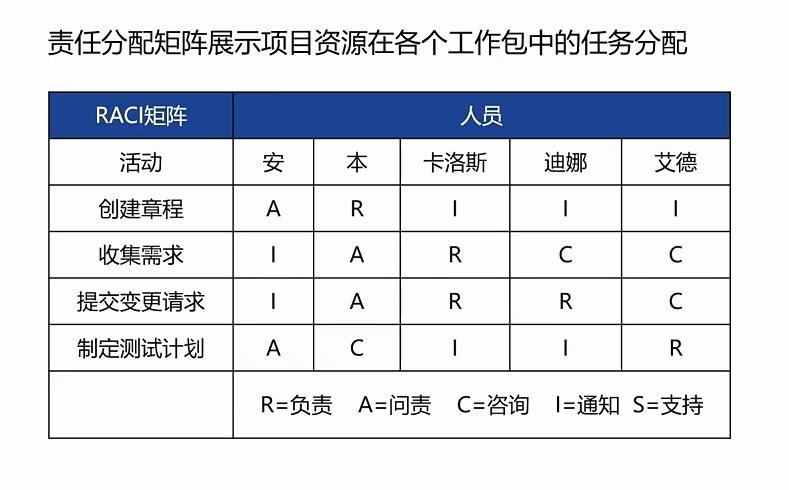 责任分配矩阵展示项目资源在各个工作包中的任务分配
RACI矩阵 人员
活动 安 本 卡洛斯 迪娜 艾德
创建章程 A R I I I
收集需求 I A R C C
提交变更请求 I A R R C
制定测试计划 A C I I R
R=负责 A=问责 C=咨询 I=通知 S=支持